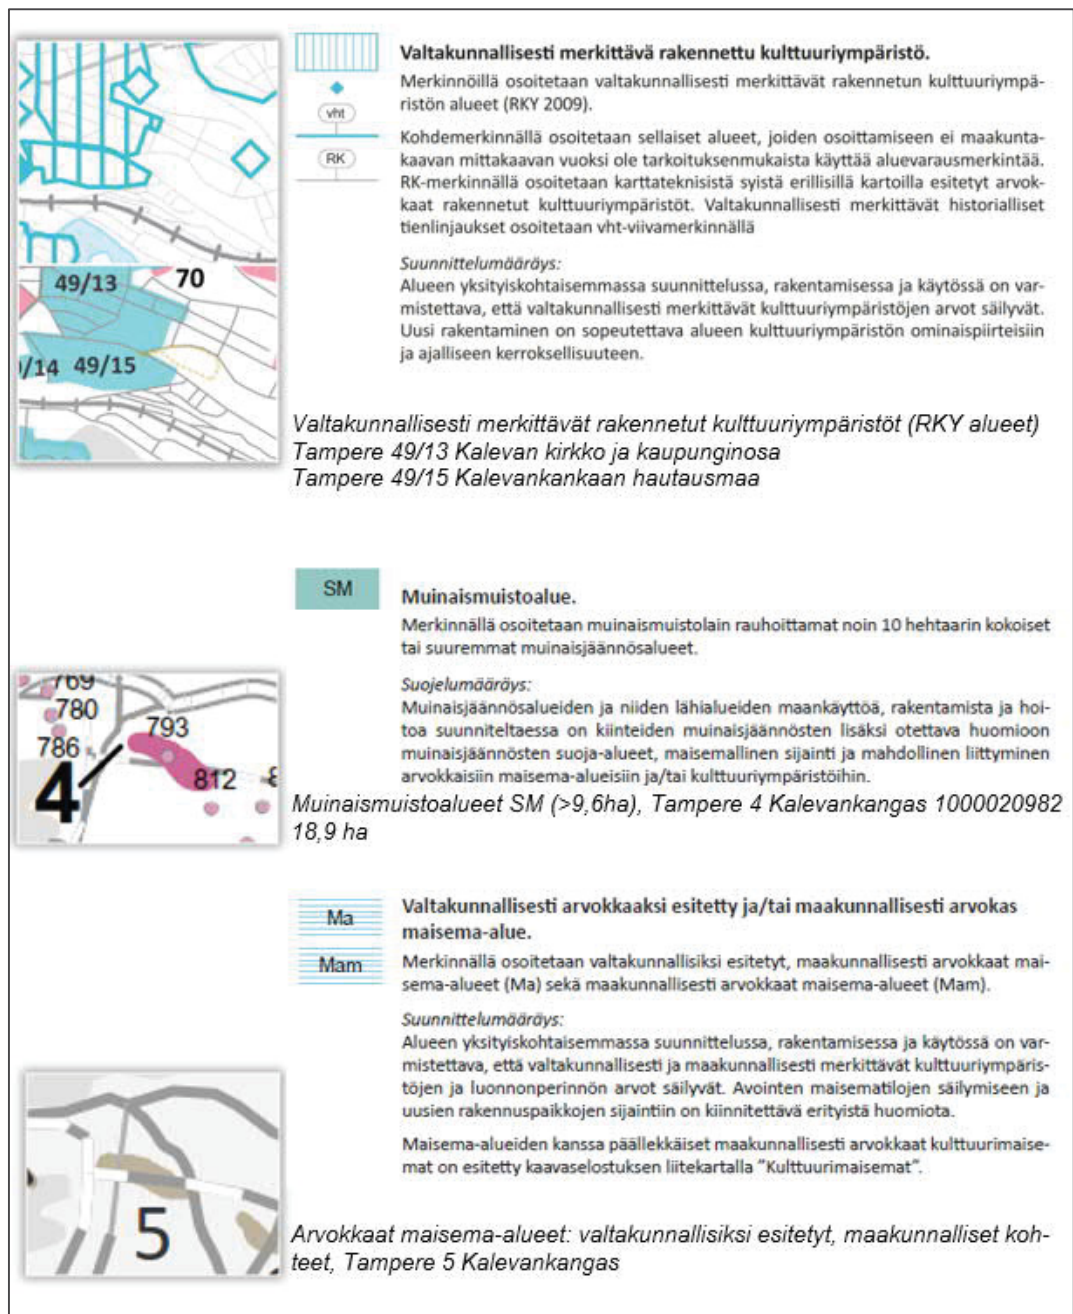 Valtakunnallisesti merkittävä rakennettu kulttuuriympäristö.
Merkinnöillä osoitetaan valtakunnallisesti merkittävät rakennetun kulttuuriympä-
ristön alueet (RKY 2009).
vht
Kohdemerkinnällä osoitetaan sellaiset alueet, joiden osoittamiseen ei maakunta-
kaavan mittakaavan vuoksi ole tarkoituksenmukaista käyttää aluevarausmerkintää.
RK
RK-merkinnällä osoitetaan karttateknisistä syistä erillisillä kartoilla esitetyt arvok-
kaat rakennetut kulttuuriympäristöt. Valtakunnallisesti merkittävät historialliset
tienlinjaukset osoitetaan vht-viivamerkinnällä
Suunnittelumääräys:
Alueen yksityiskohtaisemmassa suunnittelussa, rakentamisessa ja käytössä on var-
mistettava, että valtakunnallisesti merkittävät kulttuuriympäristöjen arvot säilyvät.
Uusi rakentaminen on sopeutettava alueen kulttuuriympäristön ominaispiirteisiin
ja ajalliseen kerroksellisuuteen.
49/13 70
/14 49/15
Valtakunnallisesti merkittävät rakennetut kulttuuriympäristöt (RKY alueet)
Tampere 49/13 Kalevan kirkko ja kaupunginosa
Tampere 49/15 Kalevankankaan hautausmaa
SM
Muinaismuistoalue.
Merkinnällä osoitetaan muinaismuistolain rauhoittamat noin 10 hehtaarin kokoiset
tai suuremmat muinaisjäännösalueet.
Suojelumääräys:
Muinaisjäännösalueiden ja niiden lähialueiden maankäyttöä, rakentamista ja hoi-
toa suunniteltaessa on kiinteiden muinaisjäännösten lisäksi otettava huomioon
muinaisjäännösten suoja-alueet, maisemallinen sijainti ja mahdollinen liittyminen
arvokkaisiin maisema-alueisiin ja/tai kulttuuriympäristöihin.
769
780
793
786
4
812
8
Muinaismuistoalueet SM (>9,6ha), Tampere 4 Kalevankangas 1000020982
18,9 ha
Ma
Mam
Valtakunnallisesti arvokkaaksi esitetty ja/tai maakunnallisesti arvokas
maisema-alue.
Merkinnällä osoitetaan valtakunnallisiksi esitetyt, maakunnallisesti arvokkaat mai-
sema-alueet (Ma) sekä maakunnallisesti arvokkaat maisema-alueet (Mam).
Suunnittelumääräys:
Alueen yksityiskohtaisemmassa suunnittelussa, rakentamisessa ja käytössä on var-
mistettava, että valtakunnallisesti ja maakunnallisesti merkittävät kulttuuriympäris-
töjen ja luonnonperinnön arvot säilyvät. Avointen maisematilojen säilymiseen ja
uusien rakennuspaikkojen sijaintiin on kiinnitettävä erityistä huomiota.
Maisema-alueiden kanssa päällekkäiset maakunnallisesti arvokkaat kulttuurimaise-
mat on esitetty kaavaselostuksen liitekartalla "Kulttuurimaisemat".
5
Arvokkaat maisema-alueet: valtakunnallisiksi esitetyt, maakunnalliset koh-
teet, Tampere 5 Kalevankangas